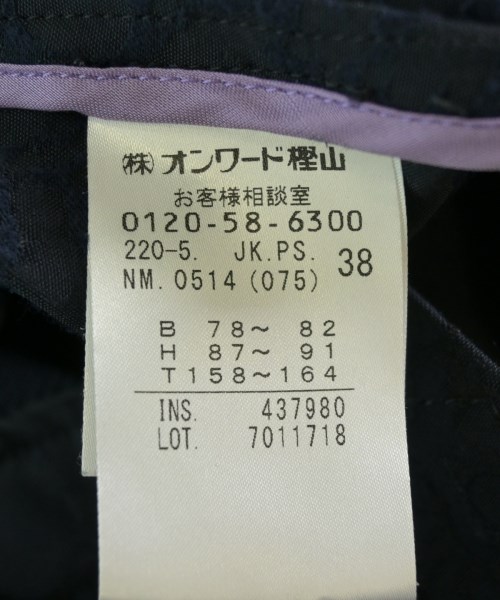 ㈱オンワード樫山
お客様相談室
0120-58-6300
220-5. JK.PS. 38
NM. 0514 (075)
B 78～ 82
H 87～ 91
T 158～164
INS. 437980
LOT. 7011718